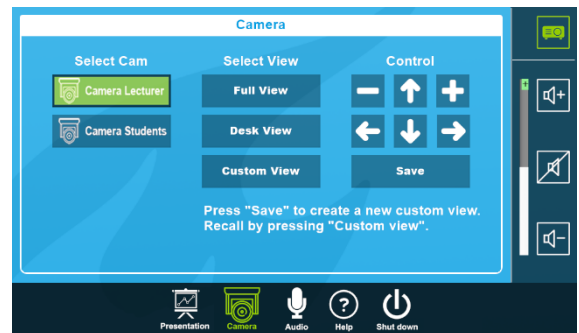 Camera
Select Cam
Select View
Control
Camera Lecturer
Full View
Camera Students
Desk View
Custom View
Save
Press "Save" to create a new custom view.
Recall by pressing "Custom view".
Presentation
Camera
Audio
?
Help
Shut down